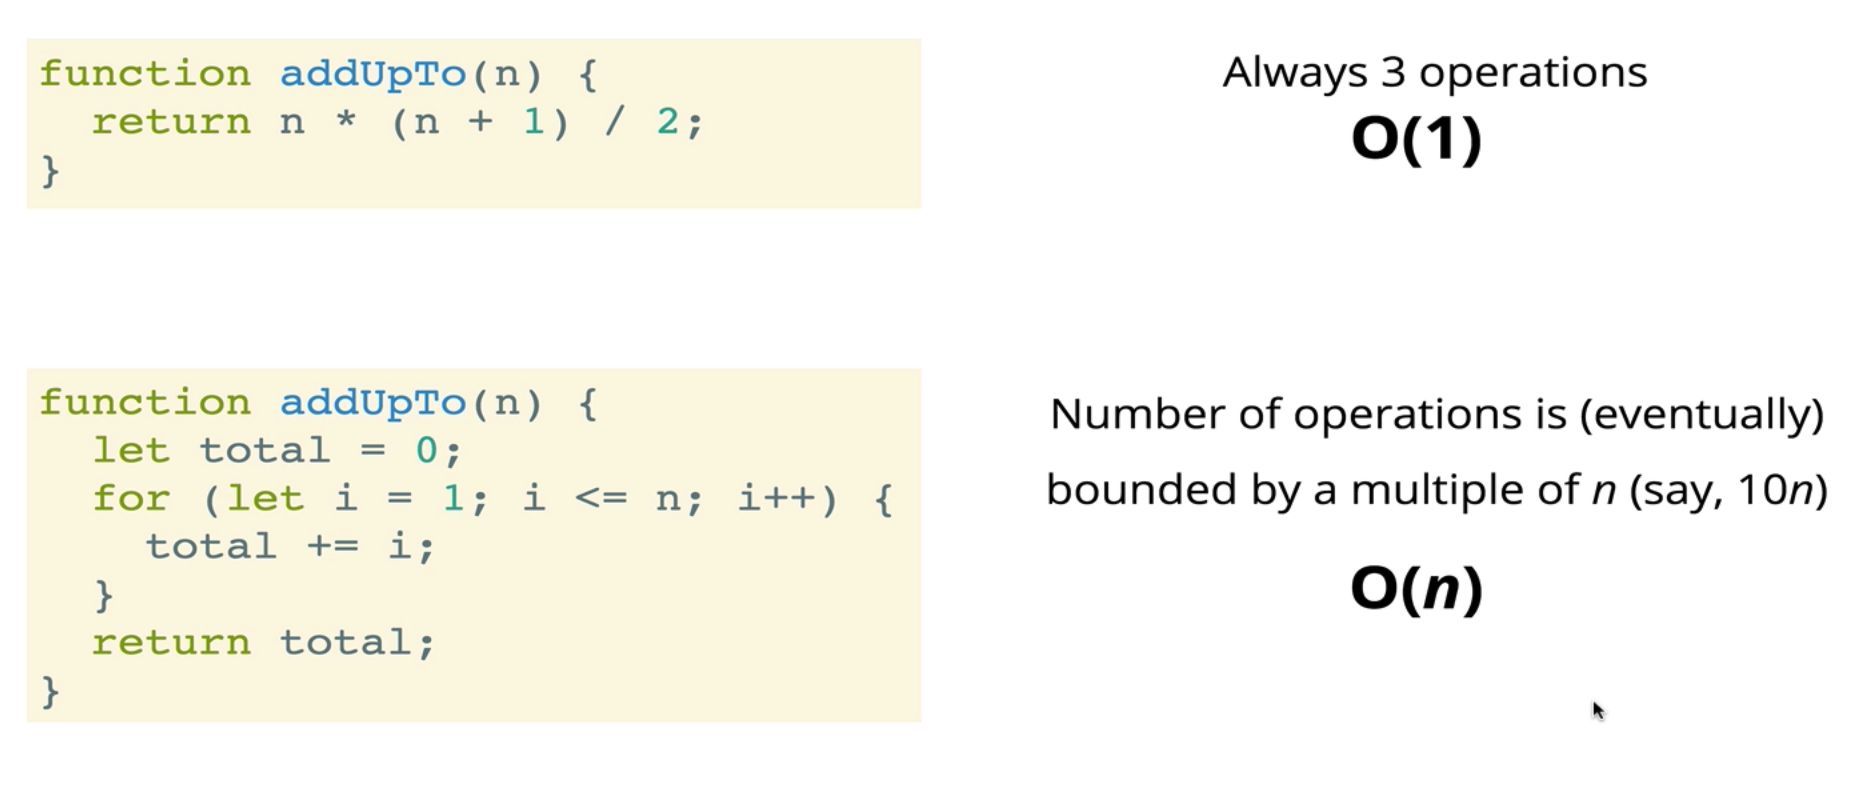 function addUpTo(n) {
  return n * (n + 1) / 2;
}
Always 3 operations
O(1)
function addUpTo(n) {
  let total = 0;
  for (let i = 1; i <= n; i++) {
    total += i;
  }
  return total;
}
Number of operations is (eventually)
bounded by a multiple of n (say, 10n)
O(n)